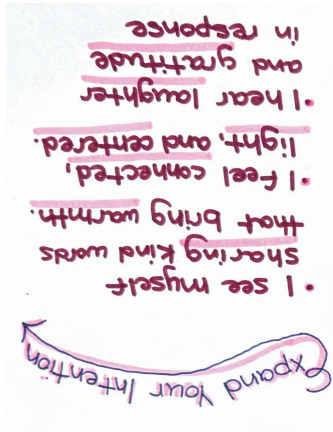 Expand Your Intention
• I see myself
sharing kind words
that bring warmth.
• I feel connected,
light, and centered.
• I hear laughter
and gratitude
in response